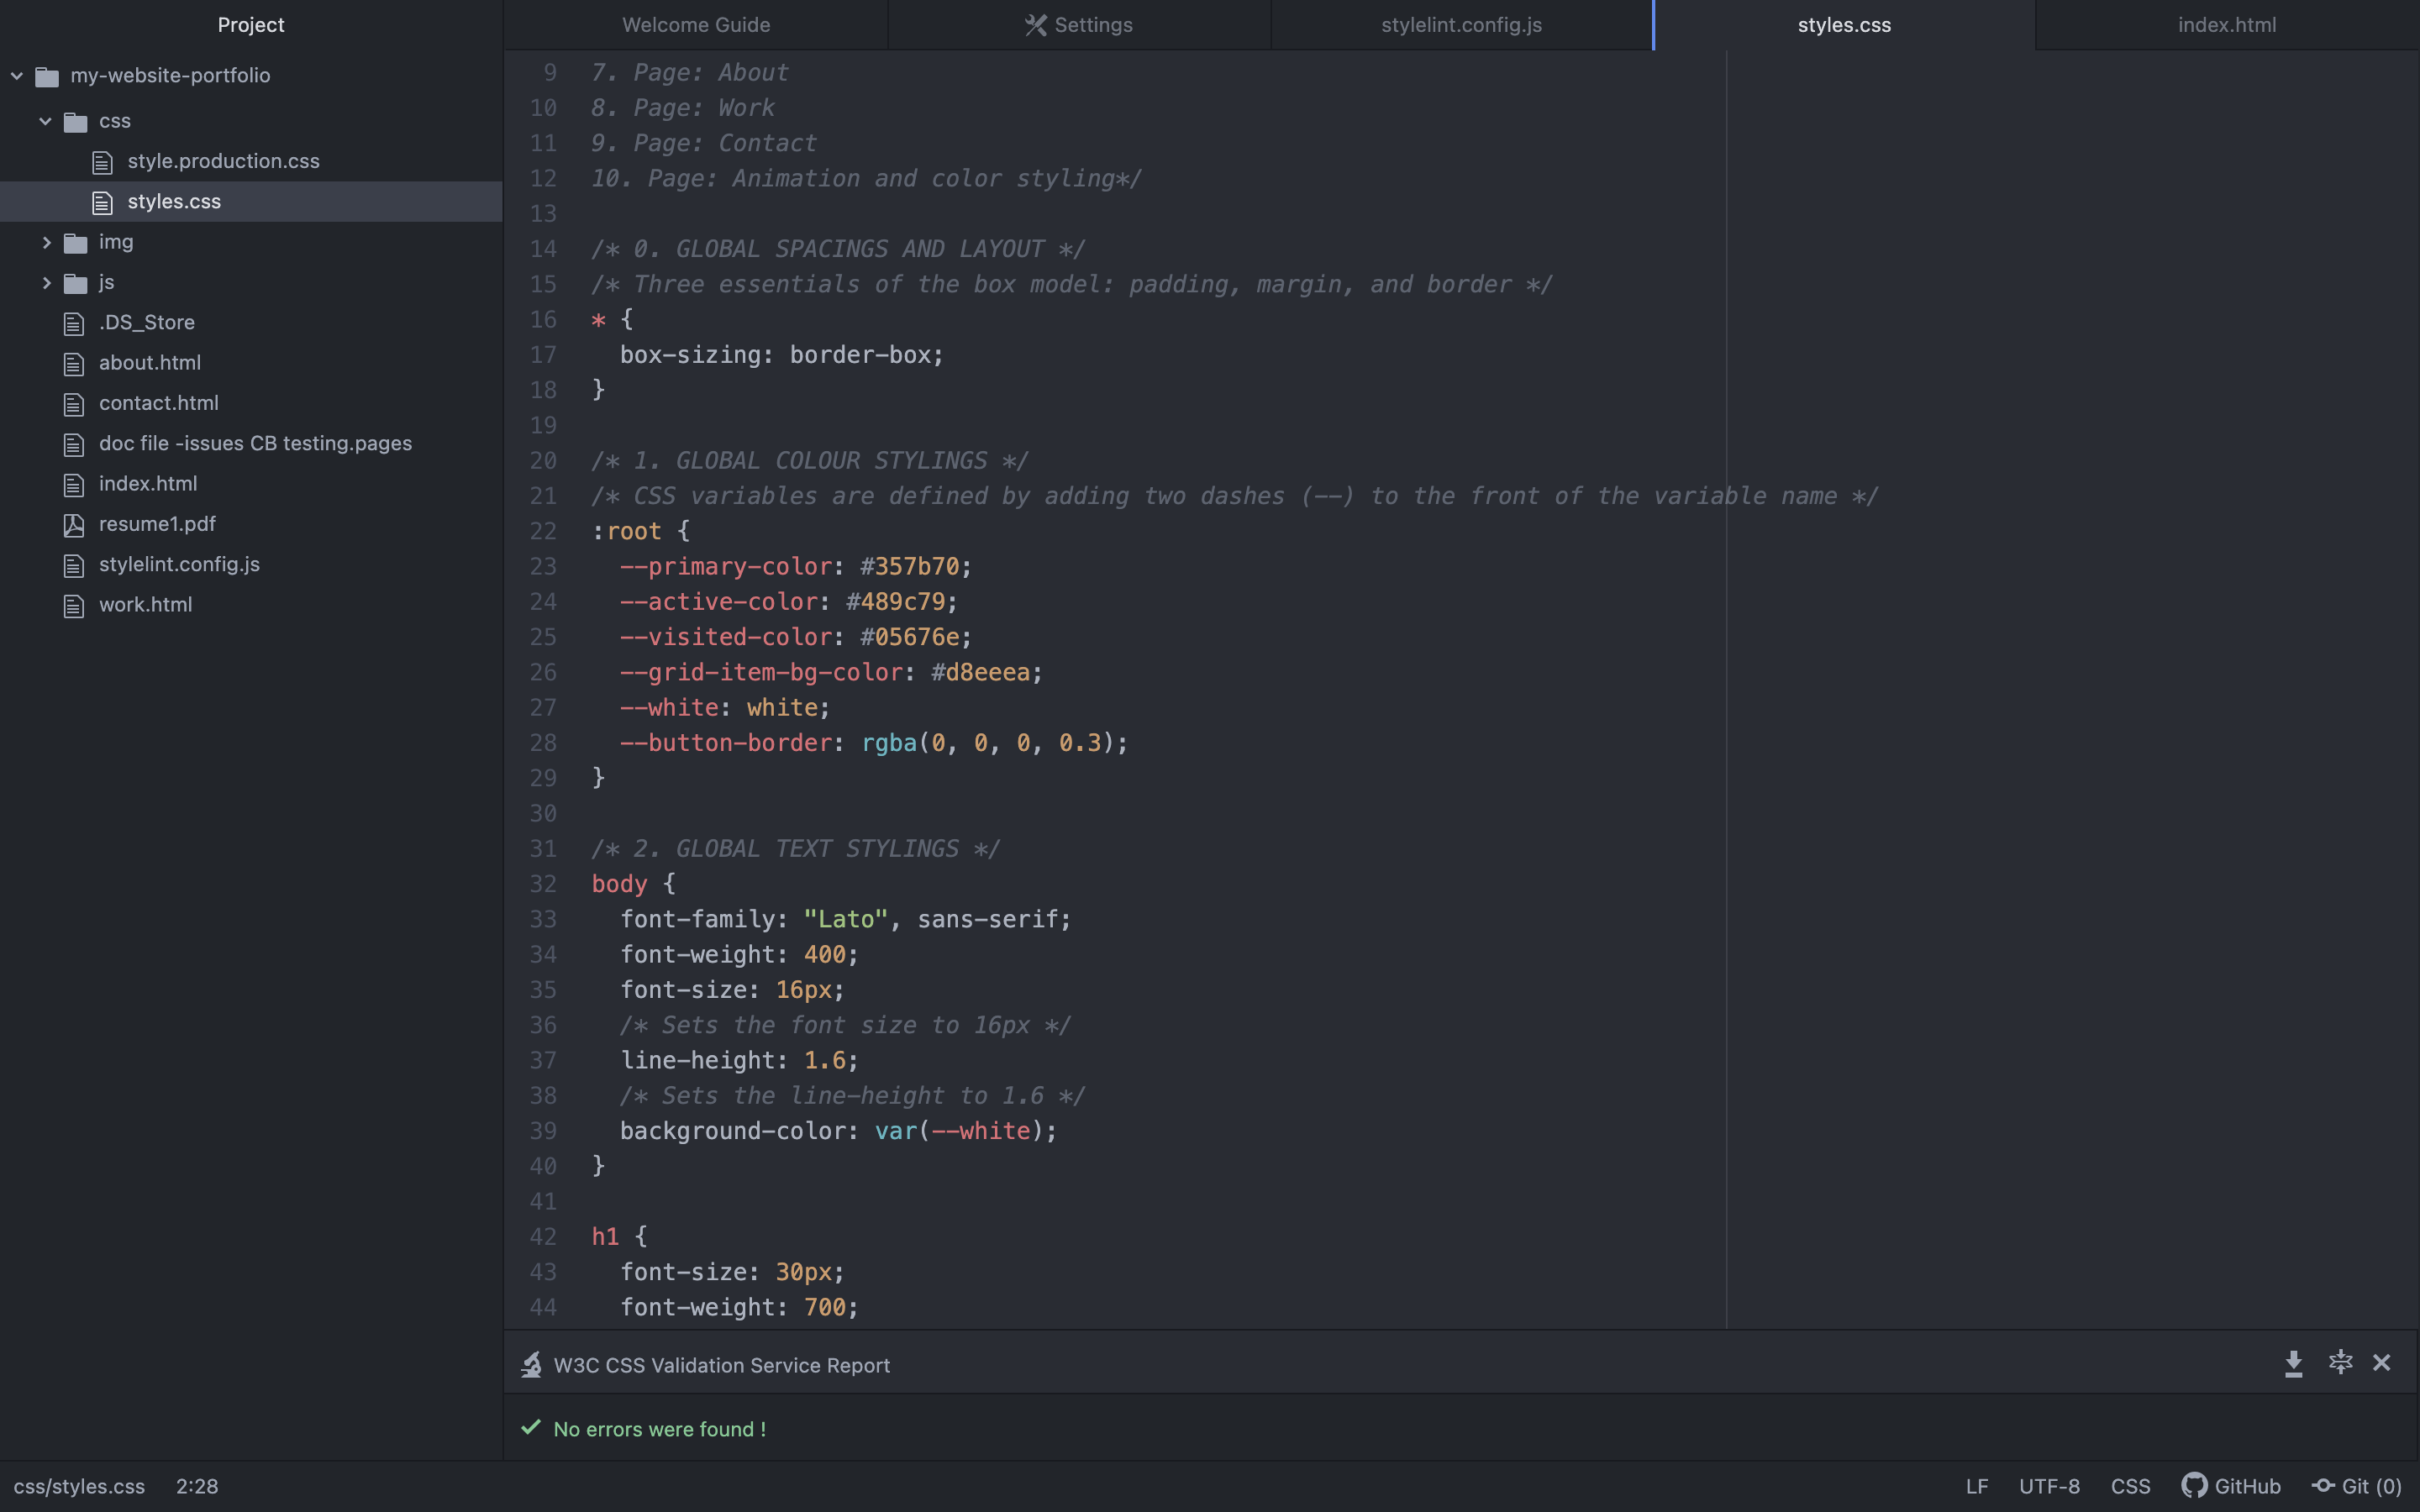 Project
my-website-portfolio
css
style.production.css
styles.css
img
js
.DS_Store
about.html
contact.html
doc file -issues CB testing.pages
index.html
resume1.pdf
stylelint.config.js
work.html
Welcome Guide
Settings
stylelint.config.js
styles.css
index.html
9 7. Page: About
10 8. Page: Work
11 9. Page: Contact
12 10. Page: Animation and color styling*/
13
14 /* 0. GLOBAL SPACINGS AND LAYOUT */
15 /* Three essentials of the box model: padding, margin, and border */
16 * {
17   box-sizing: border-box;
18 }
19
20 /* 1. GLOBAL COLOUR STYLINGS */
21 /* CSS variables are defined by adding two dashes (--) to the front of the variable name */
22 :root {
23   --primary-color: #357b70;
24   --active-color: #489c79;
25   --visited-color: #05676e;
26   --grid-item-bg-color: #d8eeea;
27   --white: white;
28   --button-border: rgba(0, 0, 0, 0.3);
29 }
30
31 /* 2. GLOBAL TEXT STYLINGS */
32 body {
33   font-family: "Lato", sans-serif;
34   font-weight: 400;
35   font-size: 16px;
36   /* Sets the font size to 16px */
37   line-height: 1.6;
38   /* Sets the line-height to 1.6 */
39   background-color: var(--white);
40 }
41
42 h1 {
43   font-size: 30px;
44   font-weight: 700;
W3C CSS Validation Service Report
No errors were found !
css/styles.css 2:28
LF UTF-8 CSS GitHub Git (0)